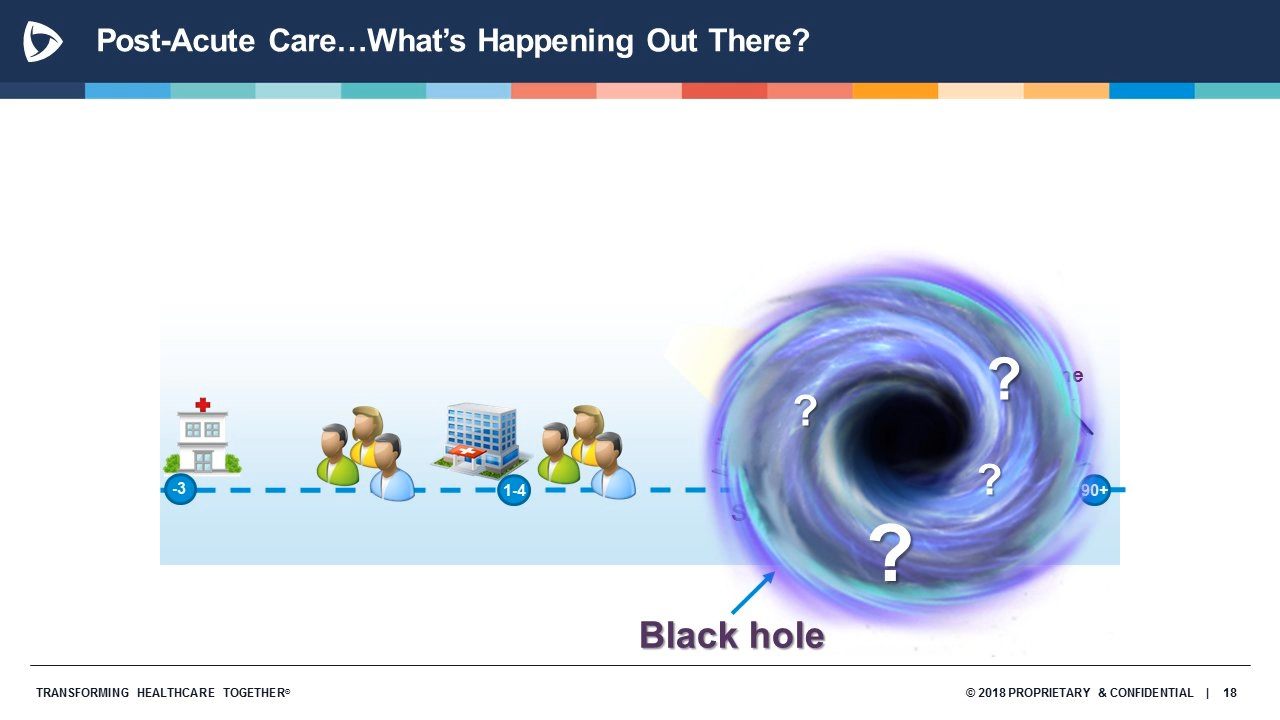 Post-Acute Care…What’s Happening Out There?
?
?
?
-3
1-4
90+
?
Black hole
TRANSFORMING HEALTHCARE TOGETHER©
© 2018 PROPRIETARY & CONFIDENTIAL | 18